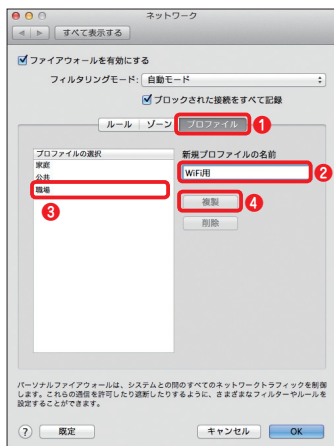 ネットワーク
すべて表示する
ファイアウォールを有効にする
フィルタリングモード: 自動モード
ブロックされた接続をすべて記録
ルール ゾーン プロファイル 1
プロファイルの選択
家庭
公共
職場
3
新規プロファイルの名前
WiFi用 2
複製 4
削除
パーソナルファイアウォールは、システムとの間のすべてのネットワークトラフィックを制御
します。これらの通信を許可したり遮断したりするように、さまざまなフィルターやルールを
設定することができます。
? 既定 キャンセル OK